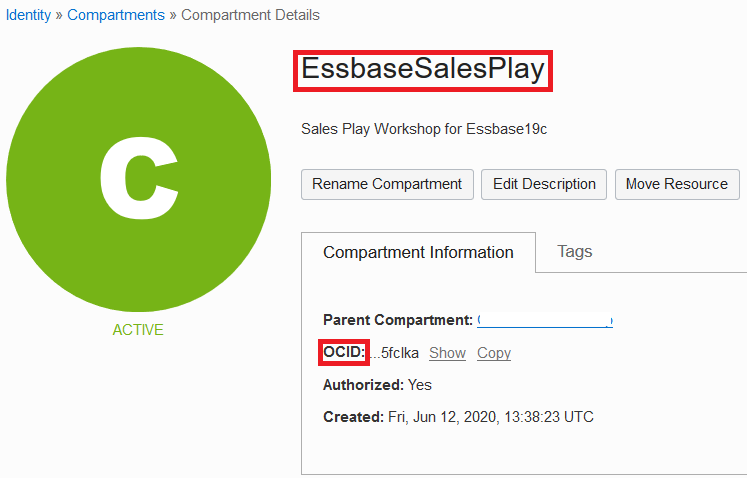 Identity » Compartments » Compartment Details
C
ACTIVE
EssbaseSalesPlay
Sales Play Workshop for Essbase19c
Rename Compartment Edit Description Move Resource
Compartment Information Tags
Parent Compartment:
OCID: ...5fclka Show Copy
Authorized: Yes
Created: Fri, Jun 12, 2020, 13:38:23 UTC